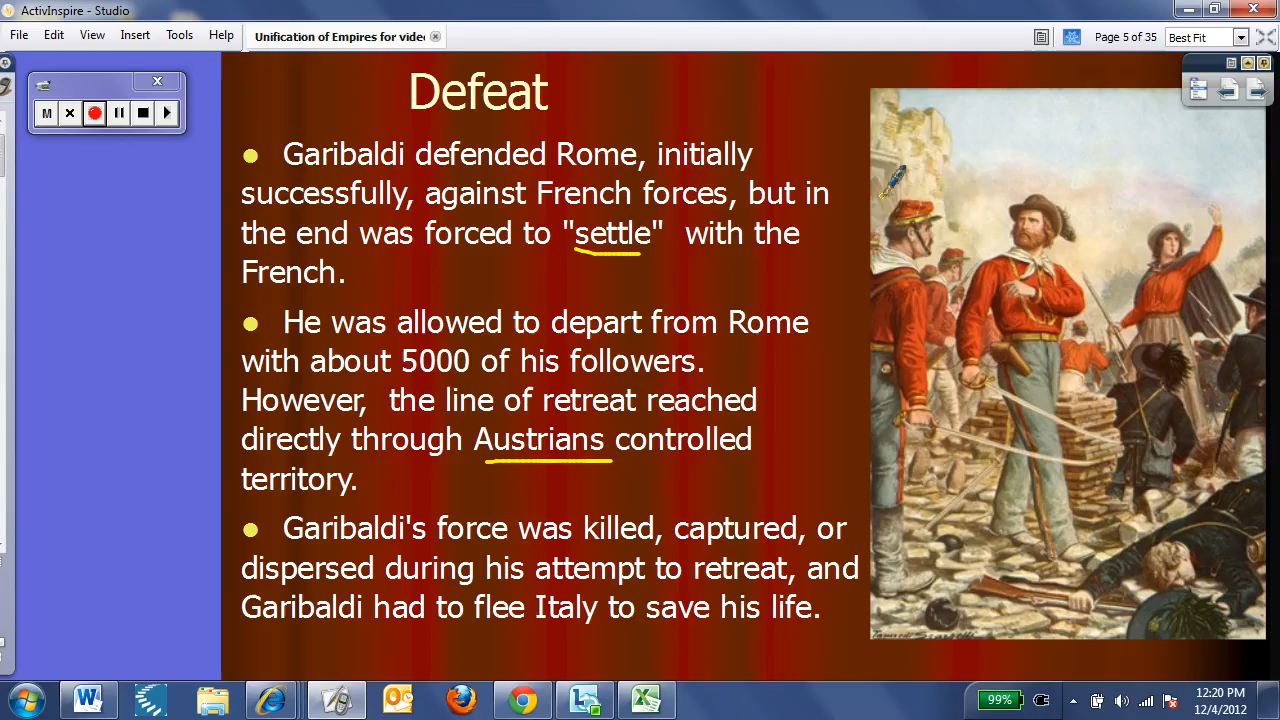 ActivInspire - Studio
File Edit View Insert Tools Help
Unification of Empires for vide
Page 5 of 35
Best Fit
M
Defeat
Garibaldi defended Rome, initially
successfully, against French forces, but in
the end was forced to "settle" with the
French.
He was allowed to depart from Rome
with about 5000 of his followers.
However, the line of retreat reached
directly through Austrians controlled
territory.
Garibaldi's force was killed, captured, or
dispersed during his attempt to retreat, and
Garibaldi had to flee Italy to save his life.
99%
12:20 PM
12/4/2012